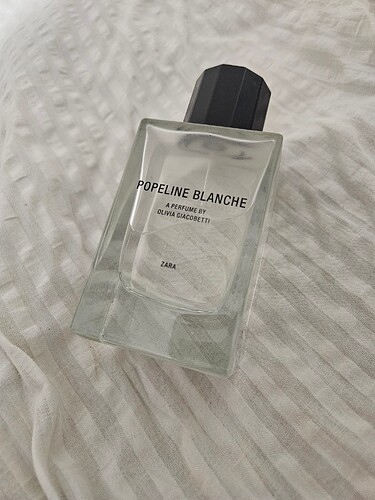 POPELINE BLANCHE
A PERFUME BY
OLIVIA GIACOBETTI
ZARA